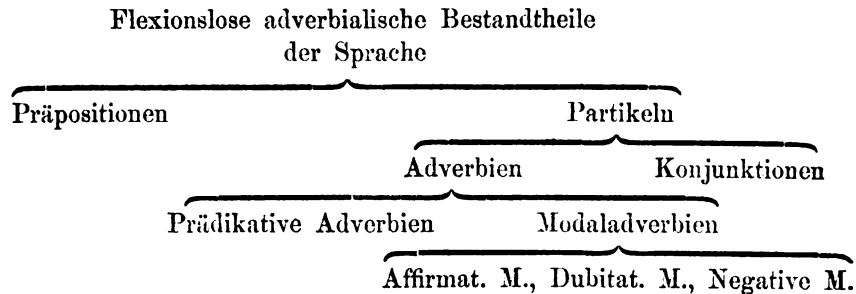 Flexionslose adverbialische Bestandtheile
der Sprache
Präpositionen Partikeln
Adverbien Konjunktionen
Prädikative Adverbien Modaladverbien
Affirmat. M., Dubitat. M., Negative M.